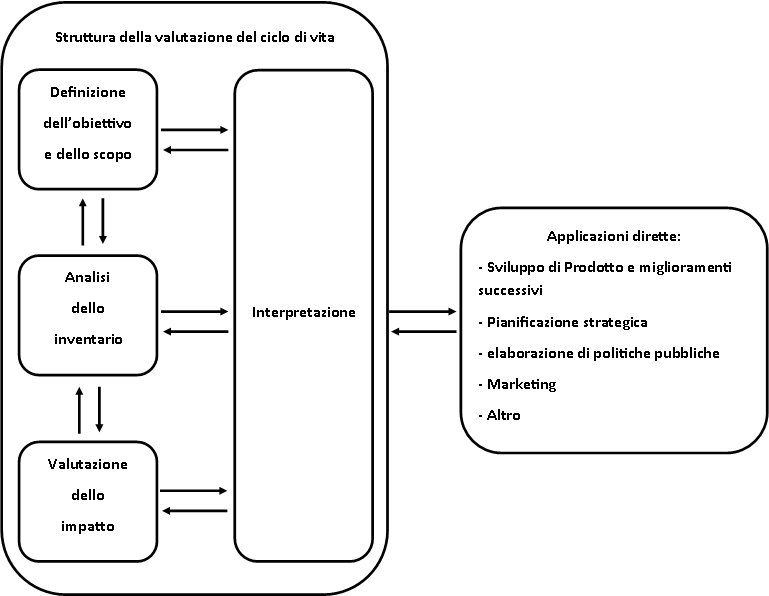 Struttura della valutazione del ciclo di vita
Definizione
dell'obiettivo
e dello scopo
Analisi
dello
inventario
Valutazione
dello
impatto
Interpretazione
Applicazioni dirette:
- Sviluppo di Prodotto e miglioramenti
successivi
- Pianificazione strategica
- elaborazione di politiche pubbliche
- Marketing
- Altro